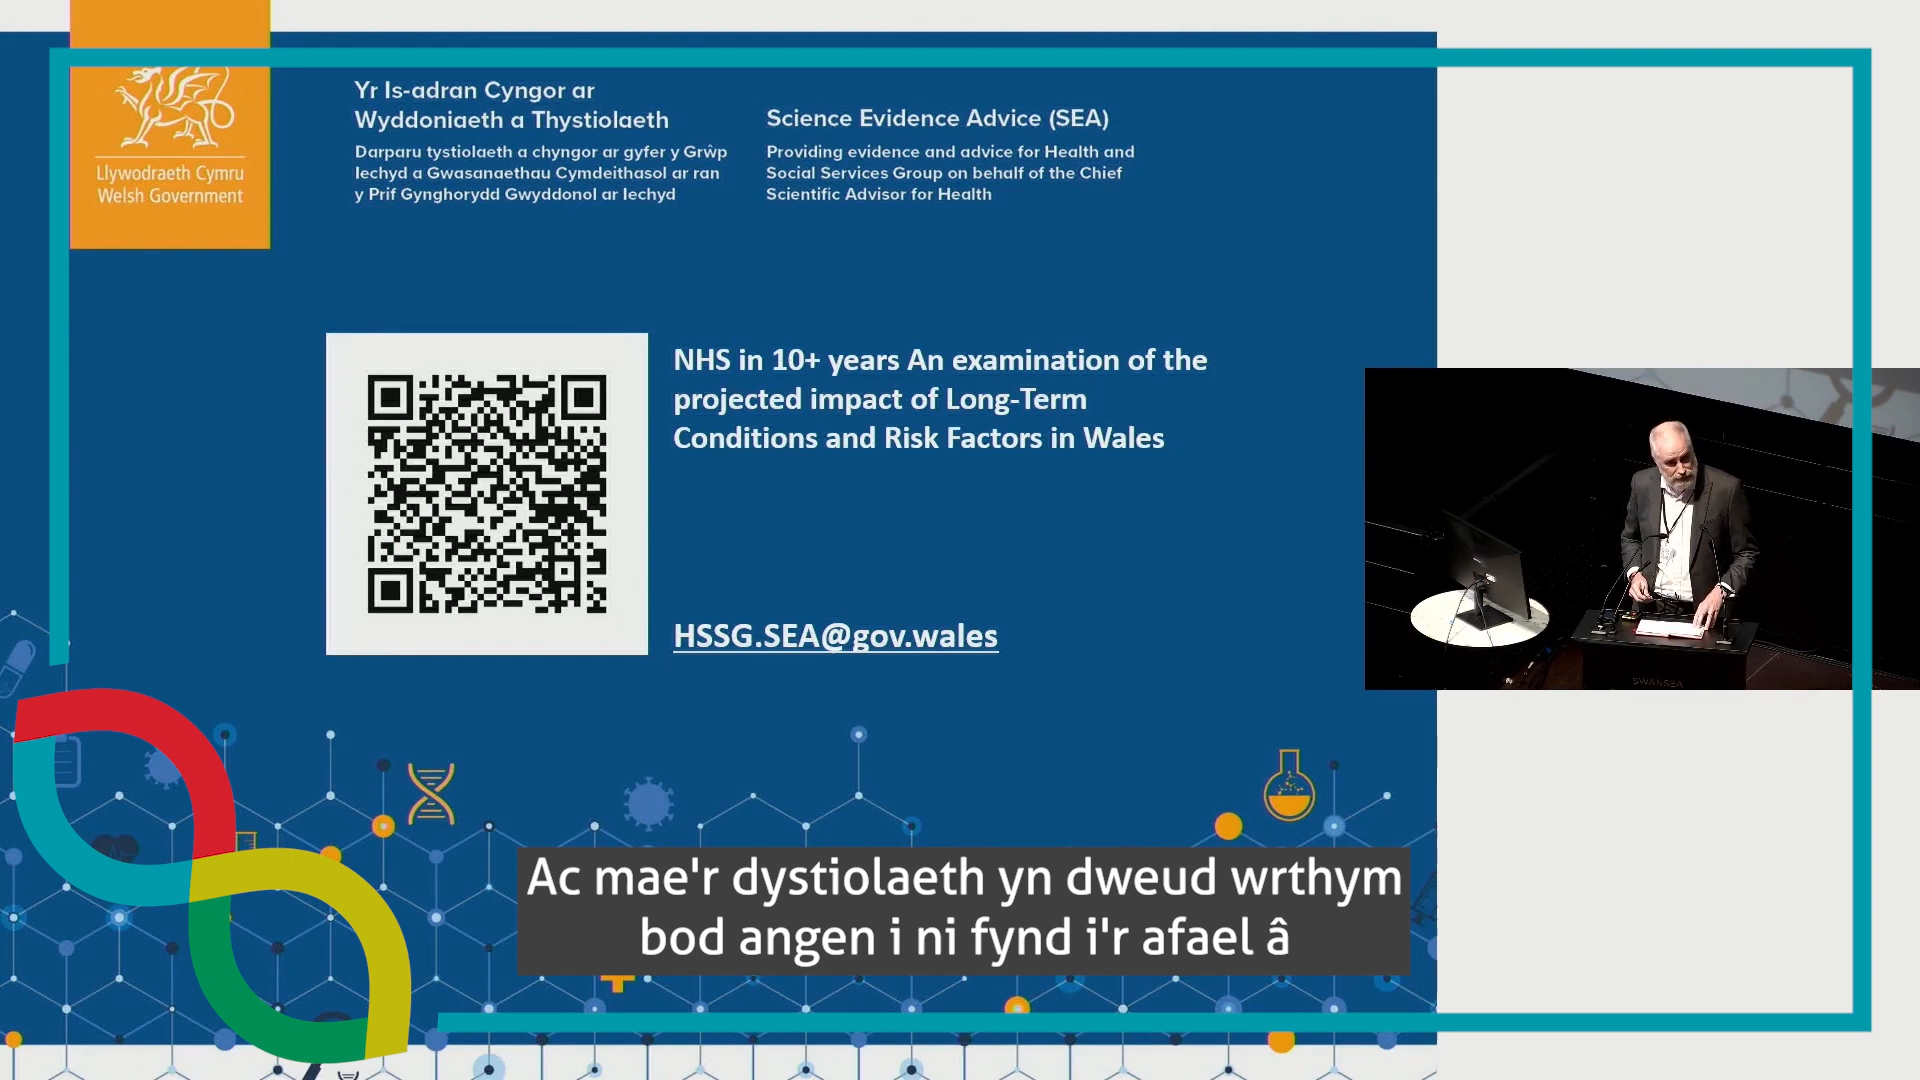 Llywodraeth Cymru
Welsh Government
Yr Is-adran Cyngor ar
Wyddoniaeth a Thystiolaeth
Darparu tystiolaeth a chyngor ar gyfer y Grŵp
Iechyd a Gwasanaethau Cymdeithasol ar ran
y Prif Gynghorydd Gwyddonol ar Iechyd
Science Evidence Advice (SEA)
Providing evidence and advice for Health and
Social Services Group on behalf of the Chief
Scientific Advisor for Health
NHS in 10+ years An examination of the
projected impact of Long-Term
Conditions and Risk Factors in Wales
HSSG.SEA@gov.wales
SWANSEA
Ac mae'r dystiolaeth yn dweud wrthym
bod angen i ni fynd i'r afael â